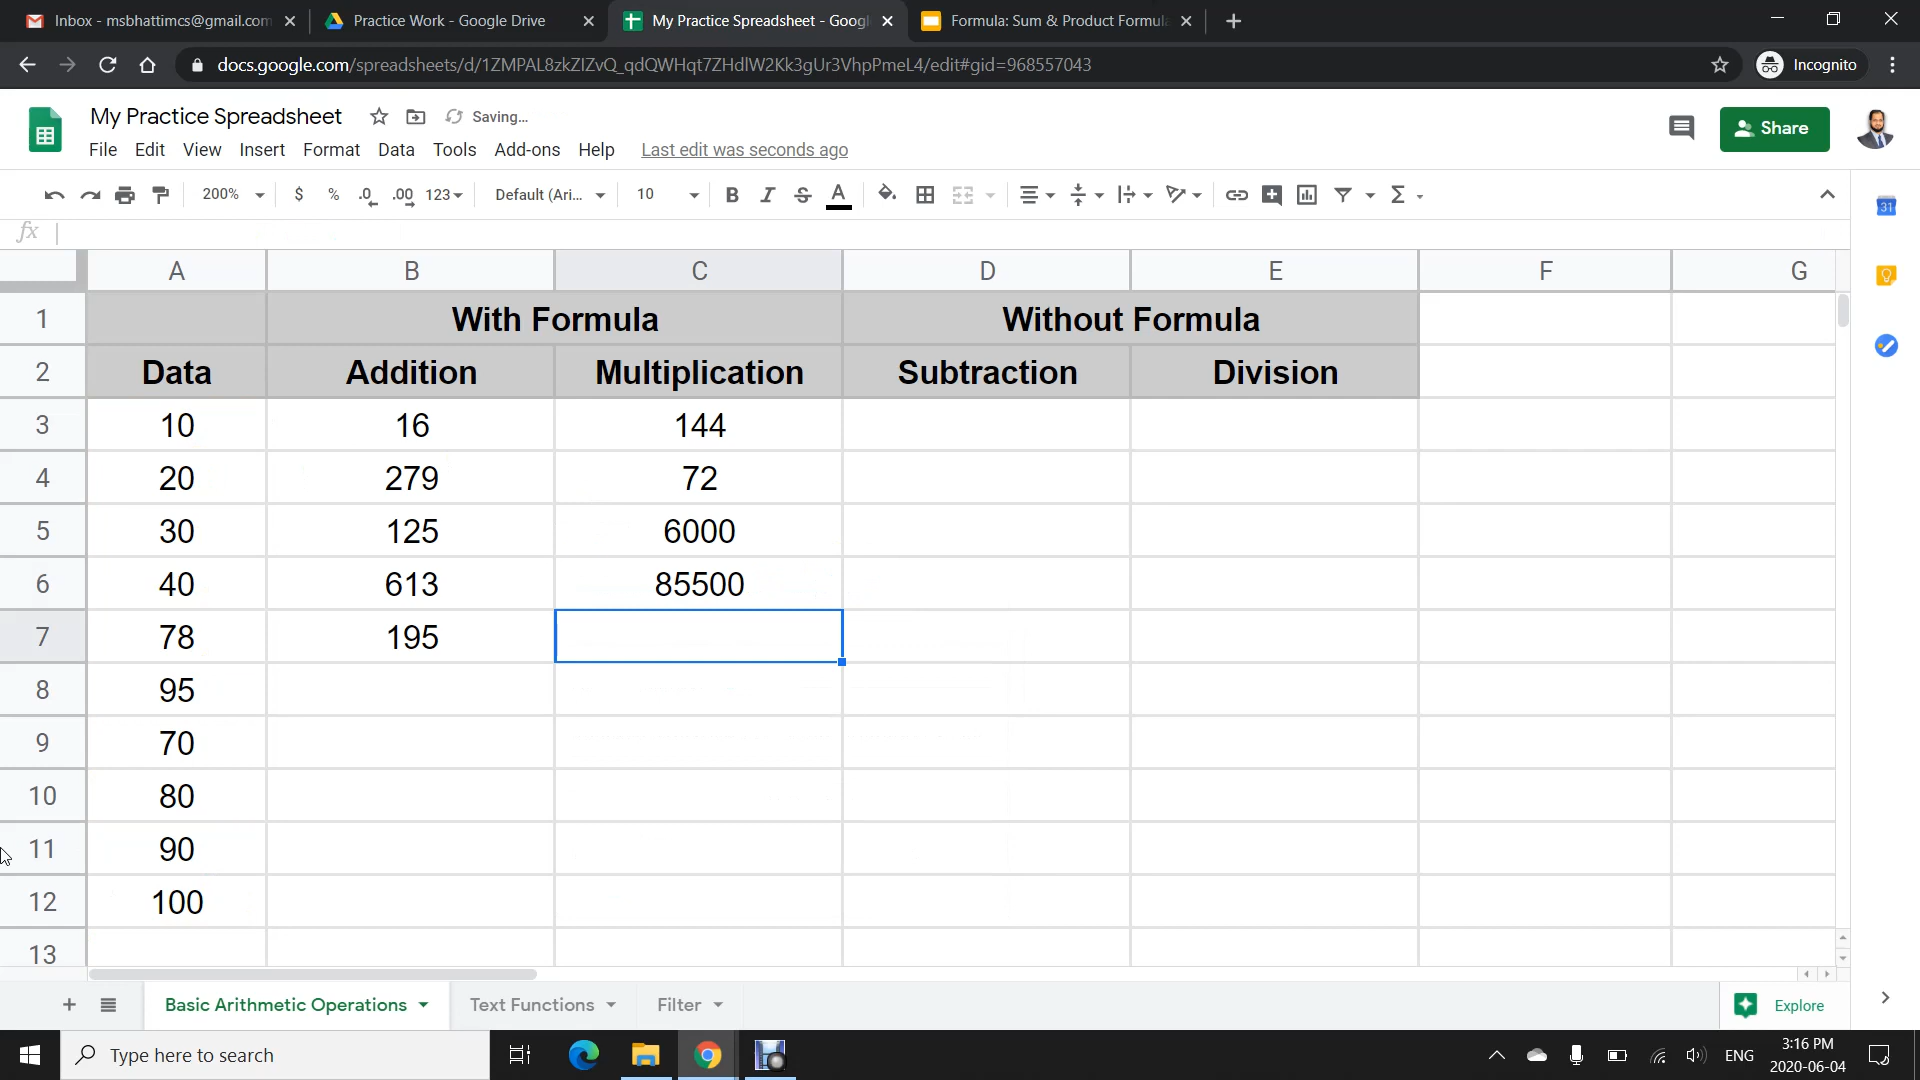 Inbox - msbhattimcs@gmail.com
Practice Work - Google Drive
My Practice Spreadsheet - Googl
Formula: Sum & Product Formula
docs.google.com/spreadsheets/d/1ZMPAL8zkZIZvQ_qdQWHqt7ZHdlW2Kk3gUr3VhpPmeL4/edit#gid=968557043
Incognito
My Practice Spreadsheet
Saving...
File Edit View Insert Format Data Tools Add-ons Help Last edit was seconds ago
Share
200% $ % .0 .00 123 Default (Ari... 10 B I S A Σ
31
fx
A B C D E F G
1 With Formula Without Formula
2 Data Addition Multiplication Subtraction Division
3 10 16 144
4 20 279 72
5 30 125 6000
6 40 613 85500
7 78 195
8 95
9 70
10 80
11 90
12 100
13
+ Basic Arithmetic Operations Text Functions Filter Explore
Type here to search
ENG
3:16 PM
2020-06-04